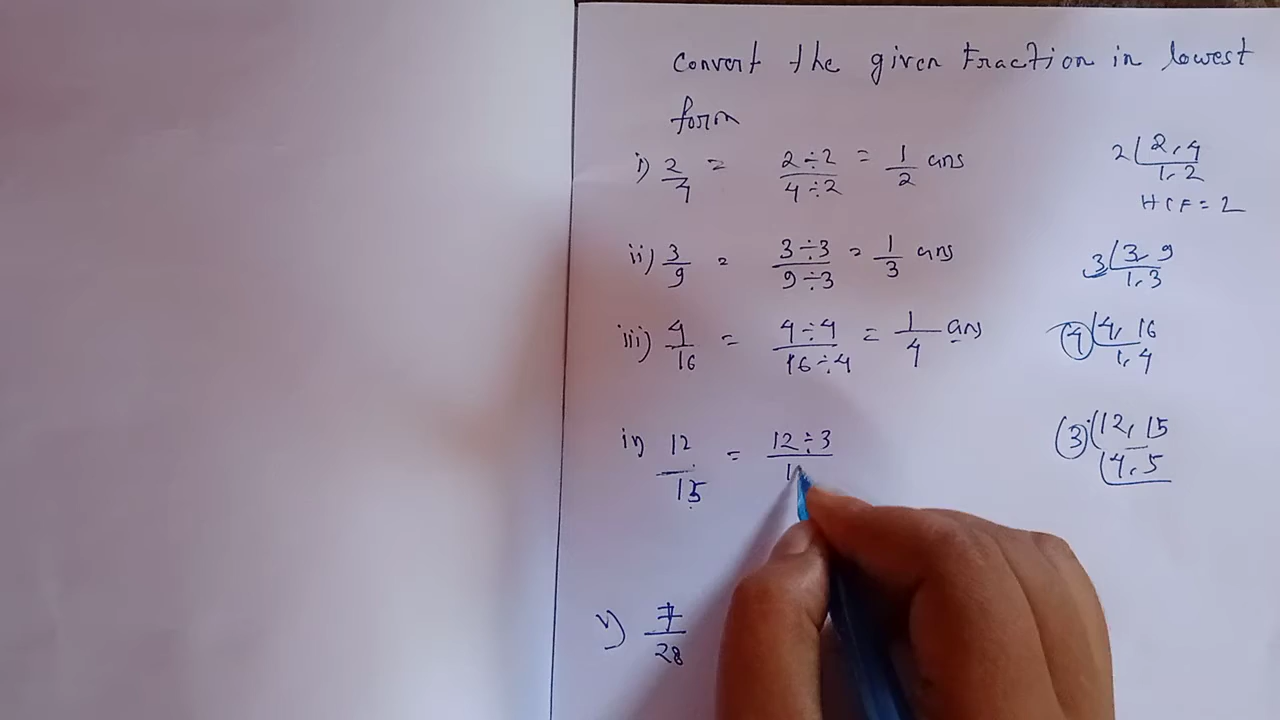 convert the given fraction in lowest
form
i) 2/4 = 2÷2/4÷2 = 1/2 ans
2 | 2, 4
1, 2
HCF = 2
ii) 3/9 = 3÷3/9÷3 = 1/3 ans
3 | 3, 9
1, 3
iii) 4/16 = 4÷4/16÷4 = 1/4 ans
4 | 4, 16
1, 4
iv) 12/15 = 12÷3/1
3 | 12, 15
4, 5
v) 7/28